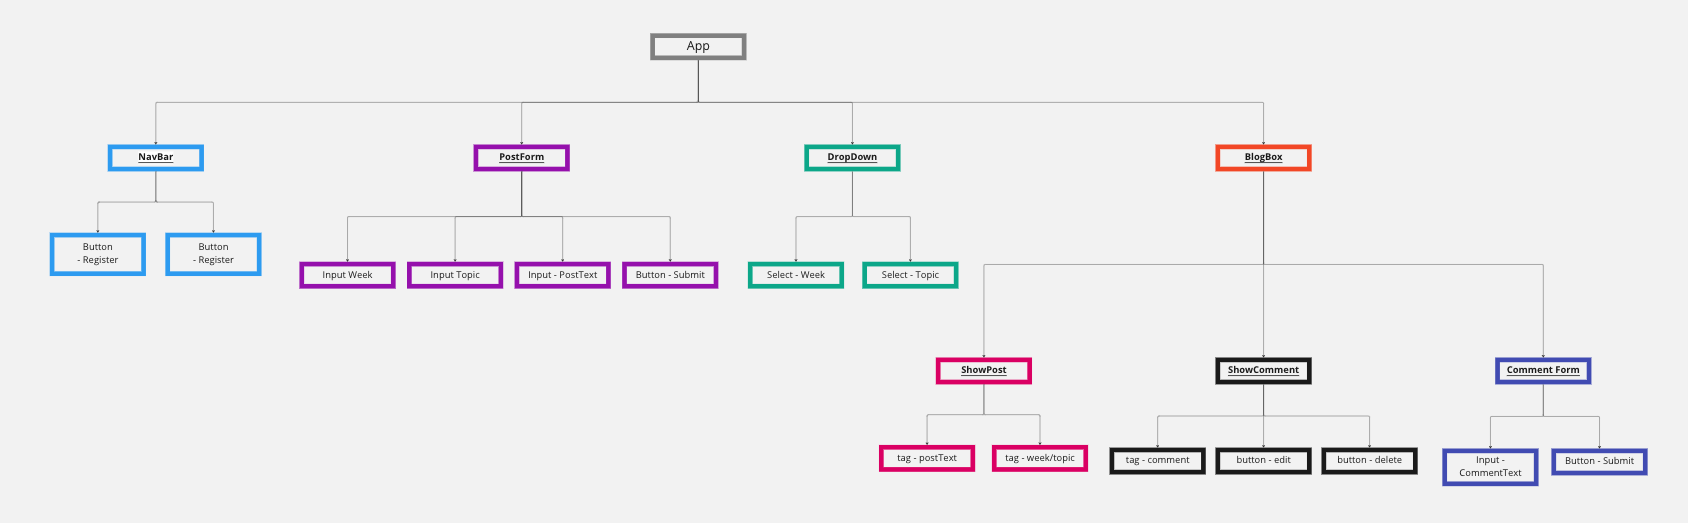 App
NavBar
PostForm
DropDown
BlogBox
Button
- Register
Button
- Register
Input Week
Input Topic
Input - PostText
Button - Submit
Select - Week
Select - Topic
ShowPost
ShowComment
Comment Form
tag - postText
tag - week/topic
tag - comment
button - edit
button - delete
Input -
CommentText
Button - Submit